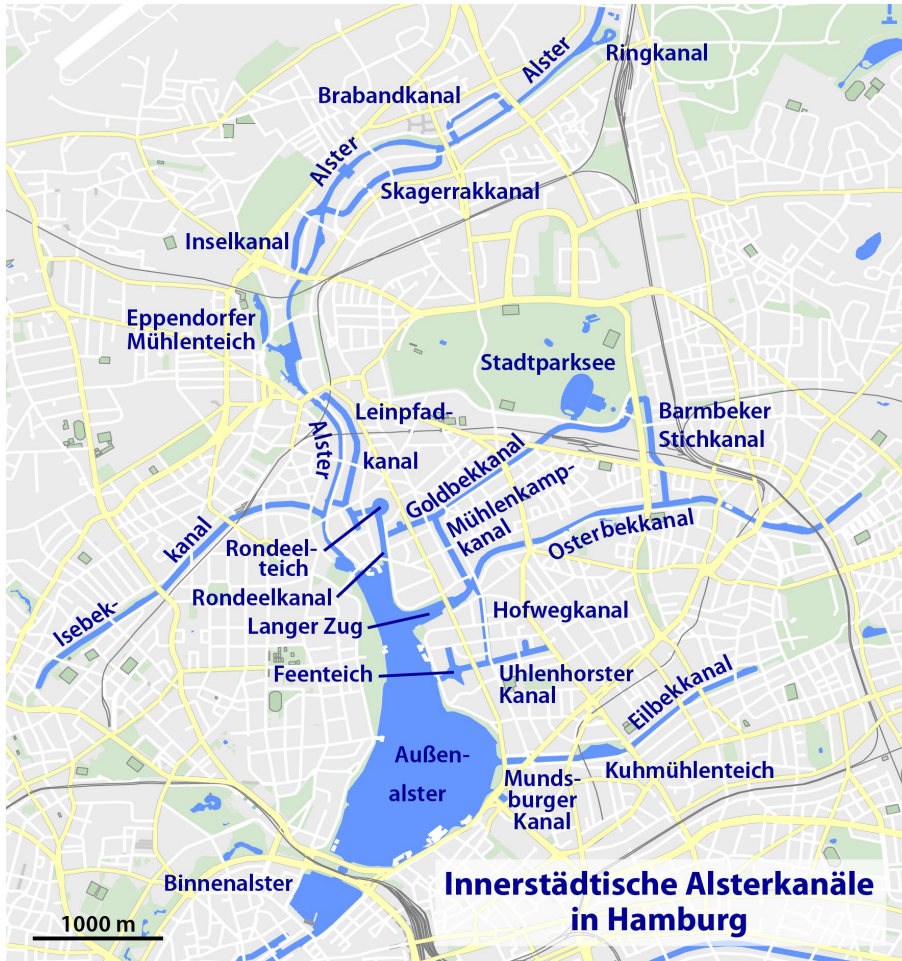 Alster
Ringkanal
Brabandkanal
Alster
Skagerrakkanal
Inselkanal
Eppendorfer
Mühlenteich
Stadtparksee
Leinpfad-
kanal
Barmbeker
Stichkanal
Alster
Goldbekkanal
Mühlenkamp-
kanal
Osterbekkanal
Isebek-
kanal
Rondeel-
teich
Rondeelkanal
Langer Zug
Hofwegkanal
Feenteich
Uhlenhorster
Kanal
Eilbekkanal
Außen-
alster
Kuhmühlenteich
Munds-
burger
Kanal
Binnenalster
Innerstädtische Alsterkanäle
in Hamburg
1000 m